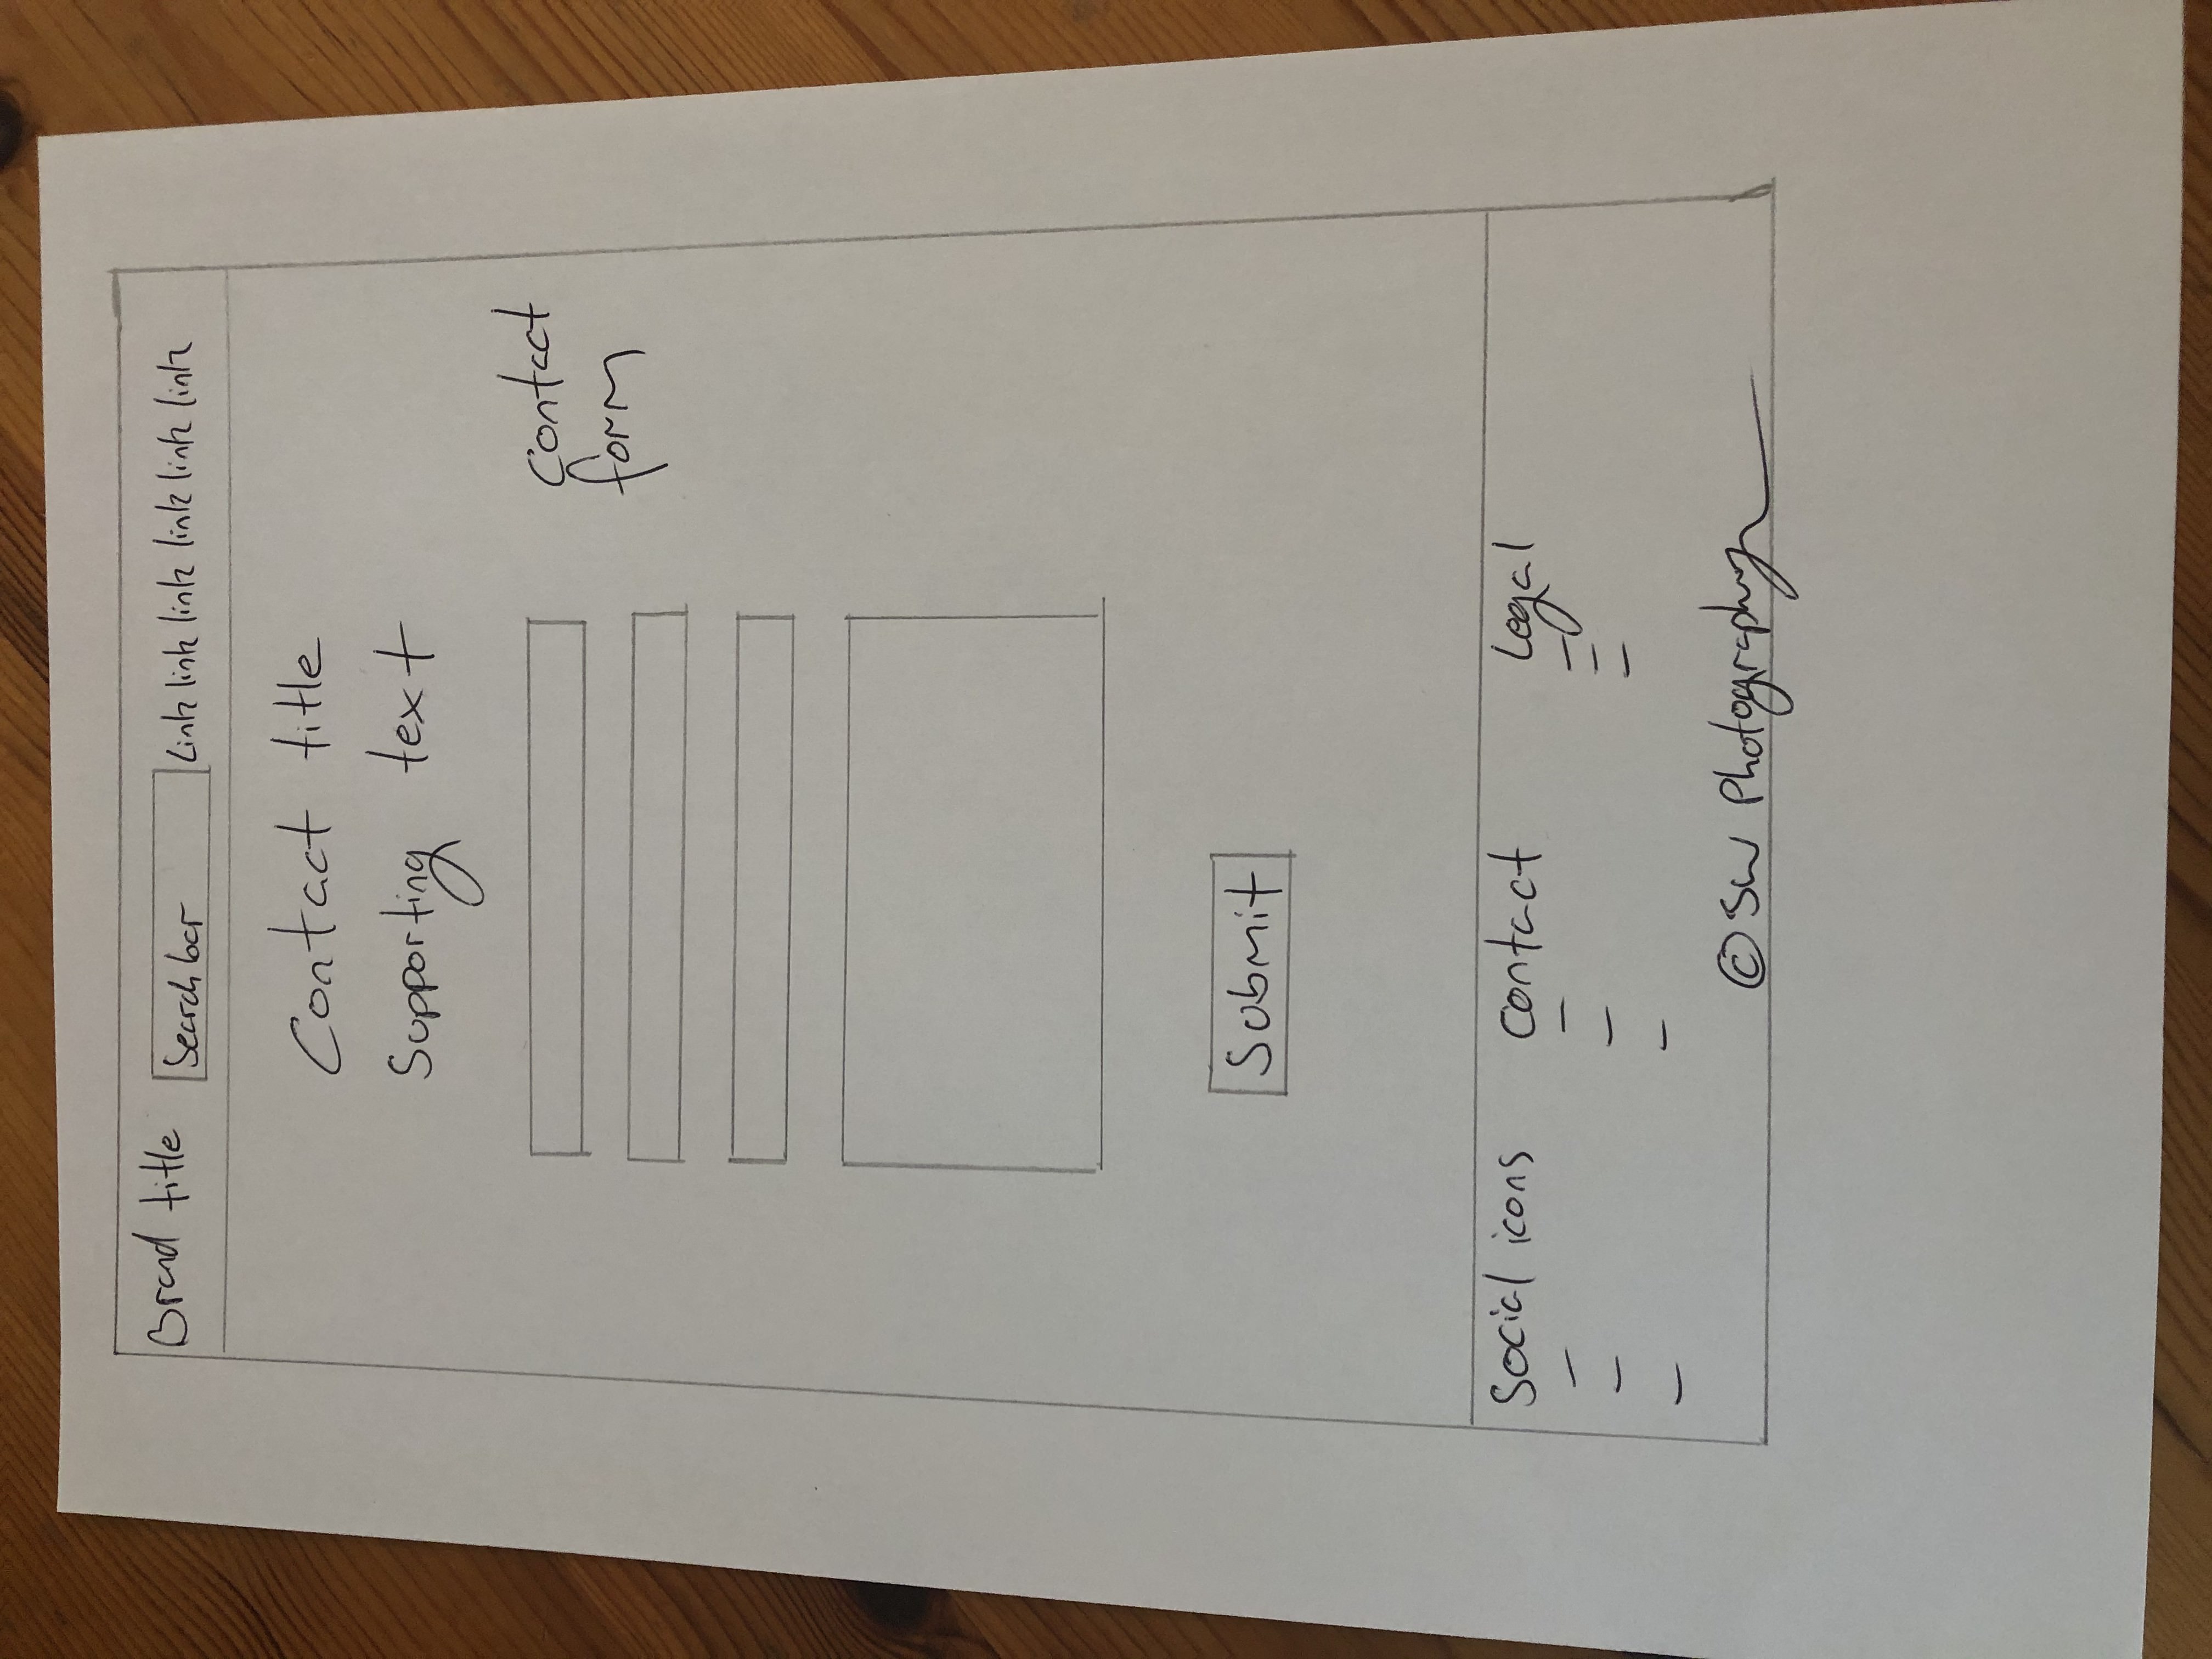 Brand title Search bar Link link link link link link
Contact title
Supporting text
Contact
form
Submit
Social icons Contact Legal
© SW Photography